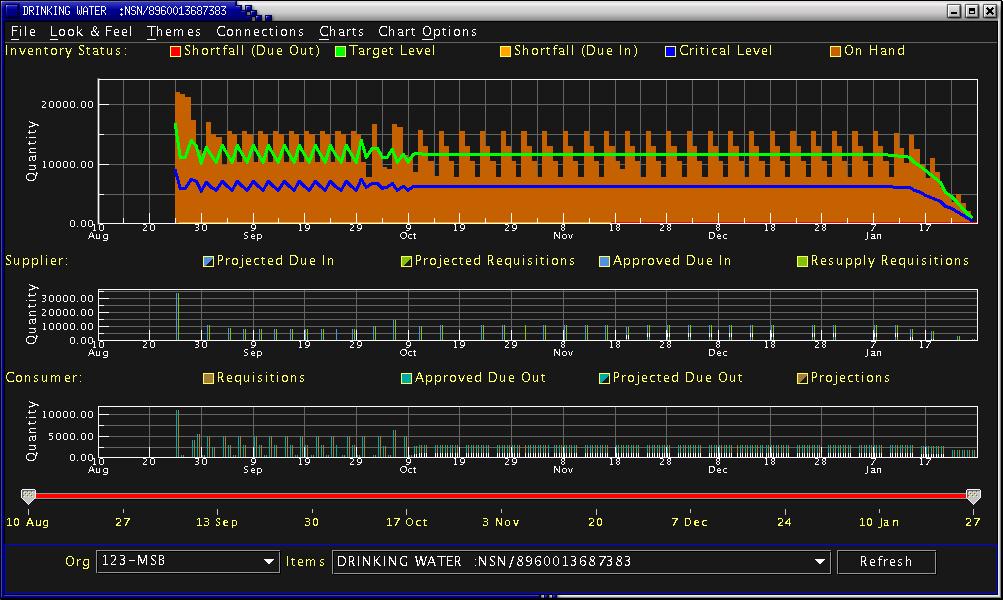 DRINKING WATER :NSN/8960013687383
File Look & Feel Themes Connections Charts Chart Options
Inventory Status: Shortfall (Due Out) Target Level Shortfall (Due In) Critical Level On Hand
Quantity
20000.00
10000.00
0.00
10 20 30 9 19 29 9 19 29 8 18 28 8 18 28 7 17
Aug Sep Oct Nov Dec Jan
Supplier: Projected Due In Projected Requisitions Approved Due In Resupply Requisitions
Quantity
30000.00
20000.00
10000.00
0.00
10 20 30 9 19 29 9 19 29 8 18 28 8 18 28 7 17
Aug Sep Oct Nov Dec Jan
Consumer: Requisitions Approved Due Out Projected Due Out Projections
Quantity
10000.00
5000.00
0.00
10 20 30 9 19 29 9 19 29 8 18 28 8 18 28 7 17
Aug Sep Oct Nov Dec Jan
10 Aug 27 13 Sep 30 17 Oct 3 Nov 20 7 Dec 24 10 Jan 27
Org 123-MSB Items DRINKING WATER :NSN/8960013687383 Refresh